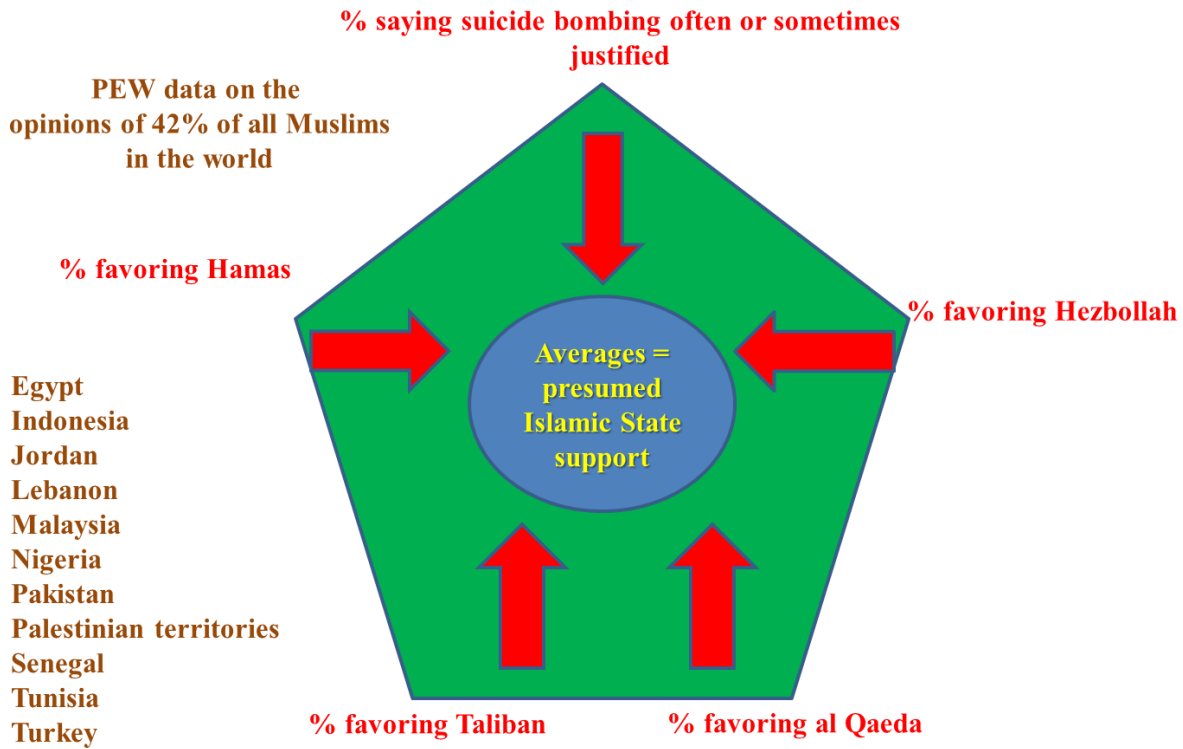 % saying suicide bombing often or sometimes
justified
PEW data on the
opinions of 42% of all Muslims
in the world
% favoring Hamas
% favoring Hezbollah
Averages =
presumed
Islamic State
support
Egypt
Indonesia
Jordan
Lebanon
Malaysia
Nigeria
Pakistan
Palestinian territories
Senegal
Tunisia
Turkey
% favoring Taliban
% favoring al Qaeda